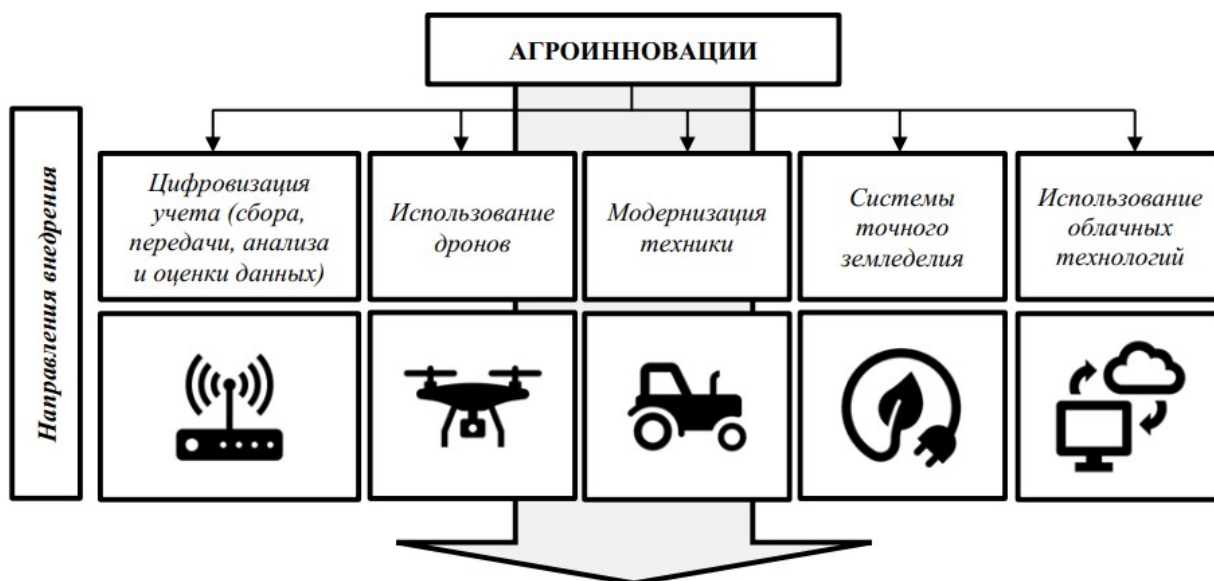 АГРОИННОВАЦИИ
Направления внедрения
Цифровизация
учета (сбора,
передачи, анализа
и оценки данных)
Использование
дронов
Модернизация
техники
Системы
точного
земледелия
Использование
облачных
технологий